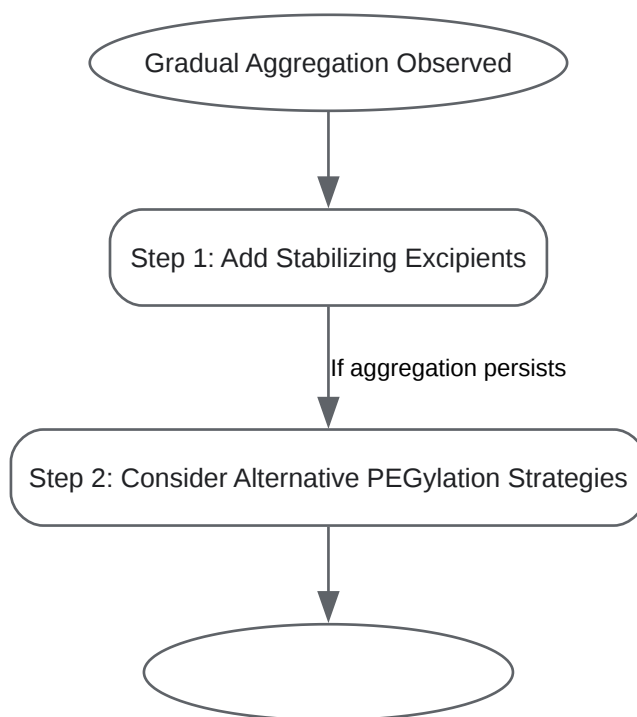 Gradual Aggregation Observed
Step 1: Add Stabilizing Excipients
If aggregation persists
Step 2: Consider Alternative PEGylation Strategies